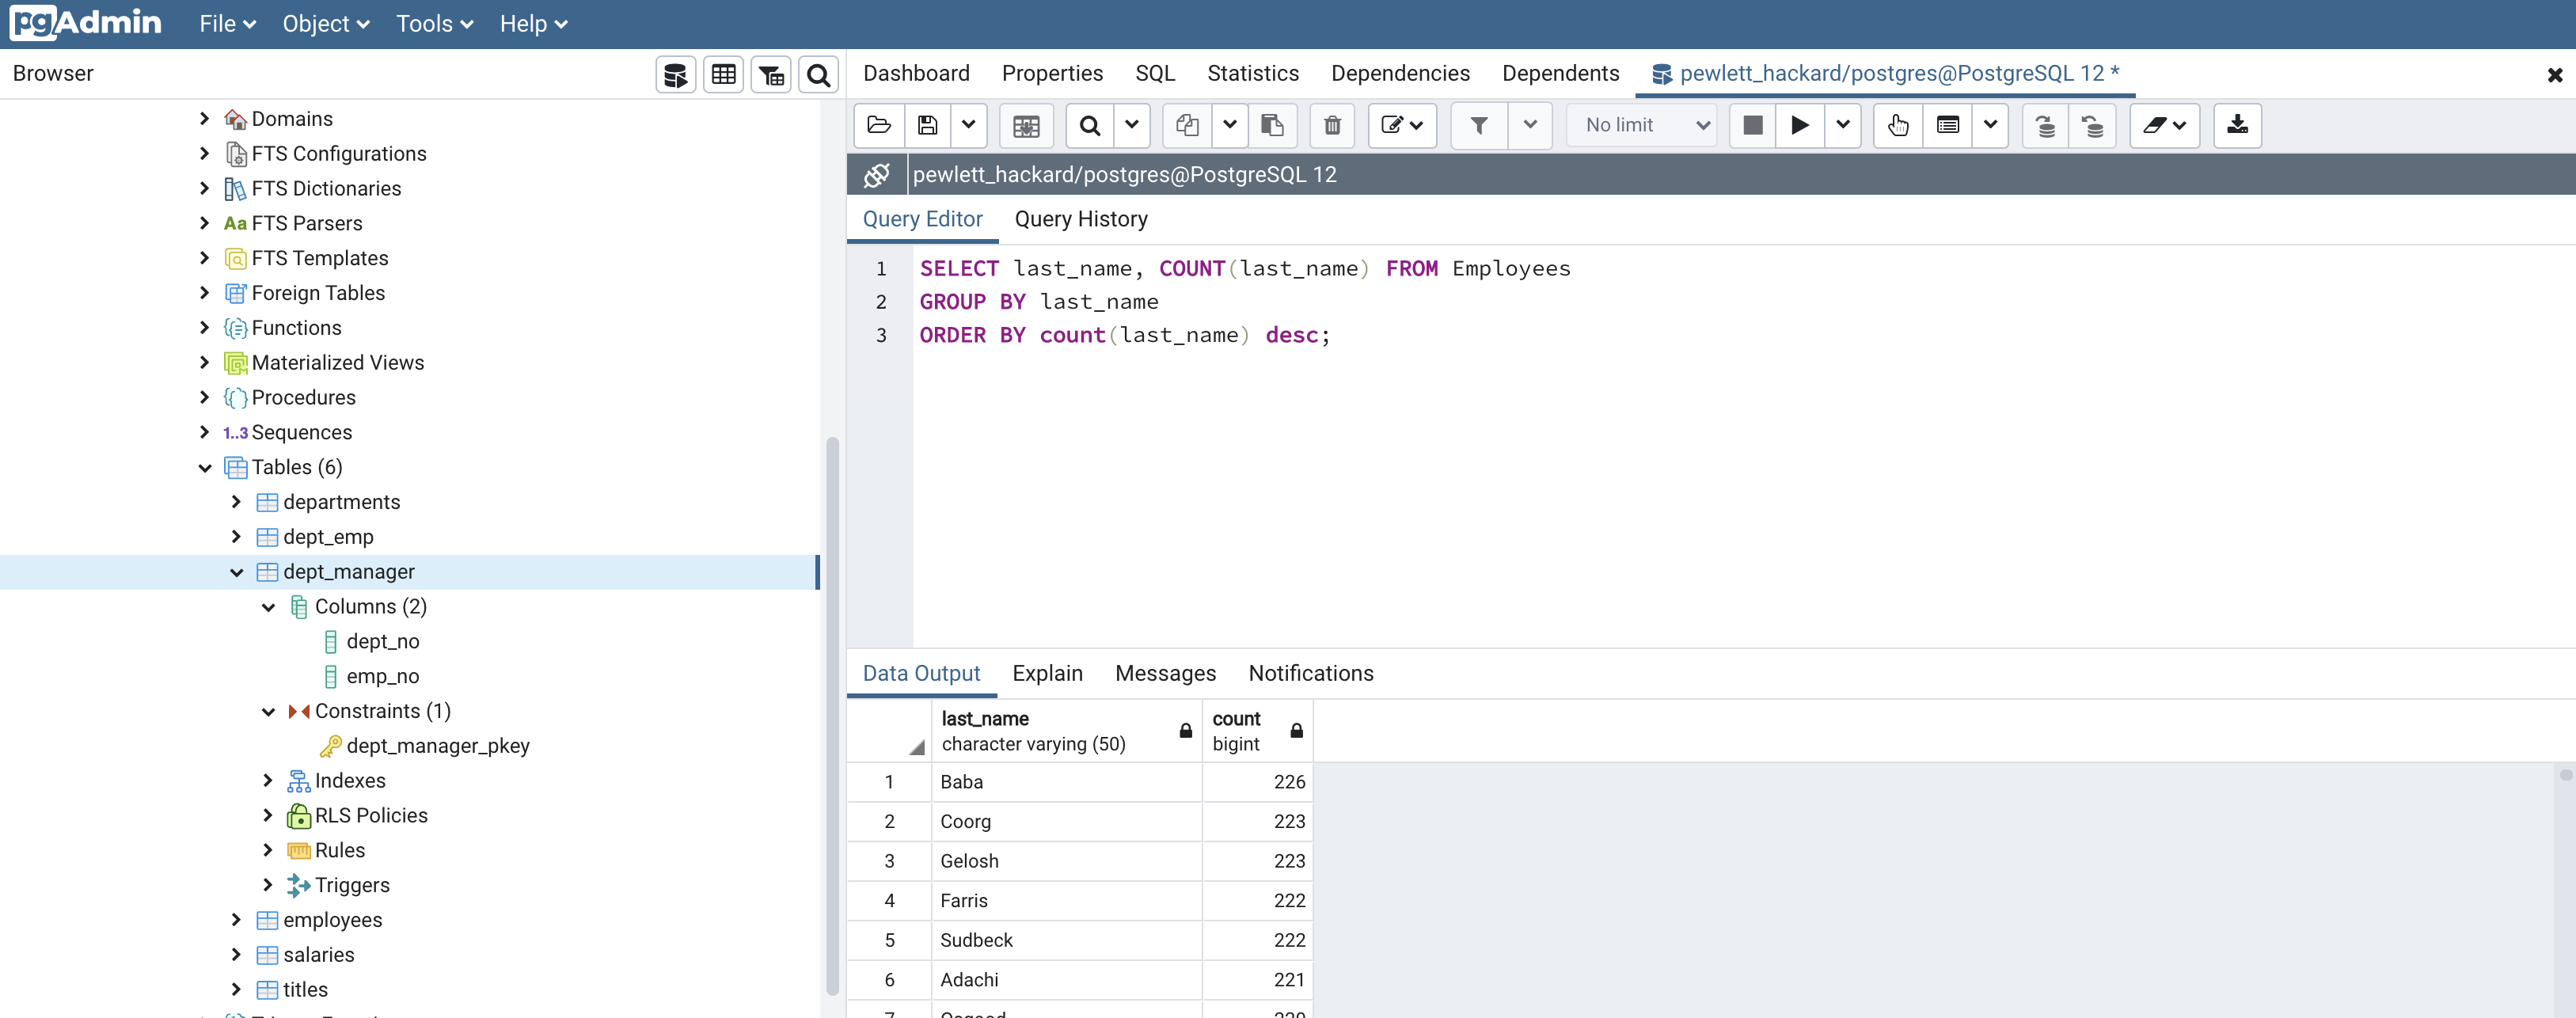 pgAdmin File Object Tools Help
Browser
Dashboard Properties SQL Statistics Dependencies Dependents pewlett_hackard/postgres@PostgreSQL 12 *
Domains
FTS Configurations
FTS Dictionaries
Aa FTS Parsers
FTS Templates
Foreign Tables
Functions
Materialized Views
Procedures
1..3 Sequences
Tables (6)
departments
dept_emp
dept_manager
Columns (2)
dept_no
emp_no
Constraints (1)
dept_manager_pkey
Indexes
RLS Policies
Rules
Triggers
employees
salaries
titles
No limit
pewlett_hackard/postgres@PostgreSQL 12
Query Editor Query History
1 SELECT last_name, COUNT(last_name) FROM Employees
2 GROUP BY last_name
3 ORDER BY count(last_name) desc;
Data Output Explain Messages Notifications
last_name count
character varying (50) bigint
1 Baba 226
2 Coorg 223
3 Gelosh 223
4 Farris 222
5 Sudbeck 222
6 Adachi 221